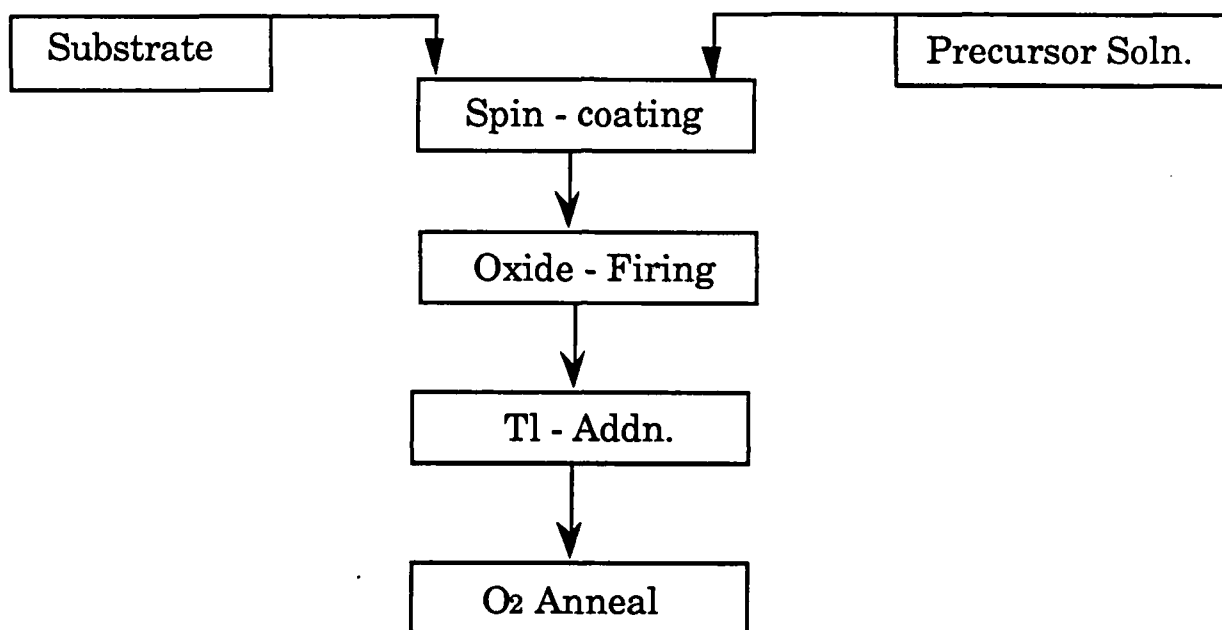 Substrate
Precursor Soln.
Spin - coating
Oxide - Firing
Tl - Addn.
O2 Anneal